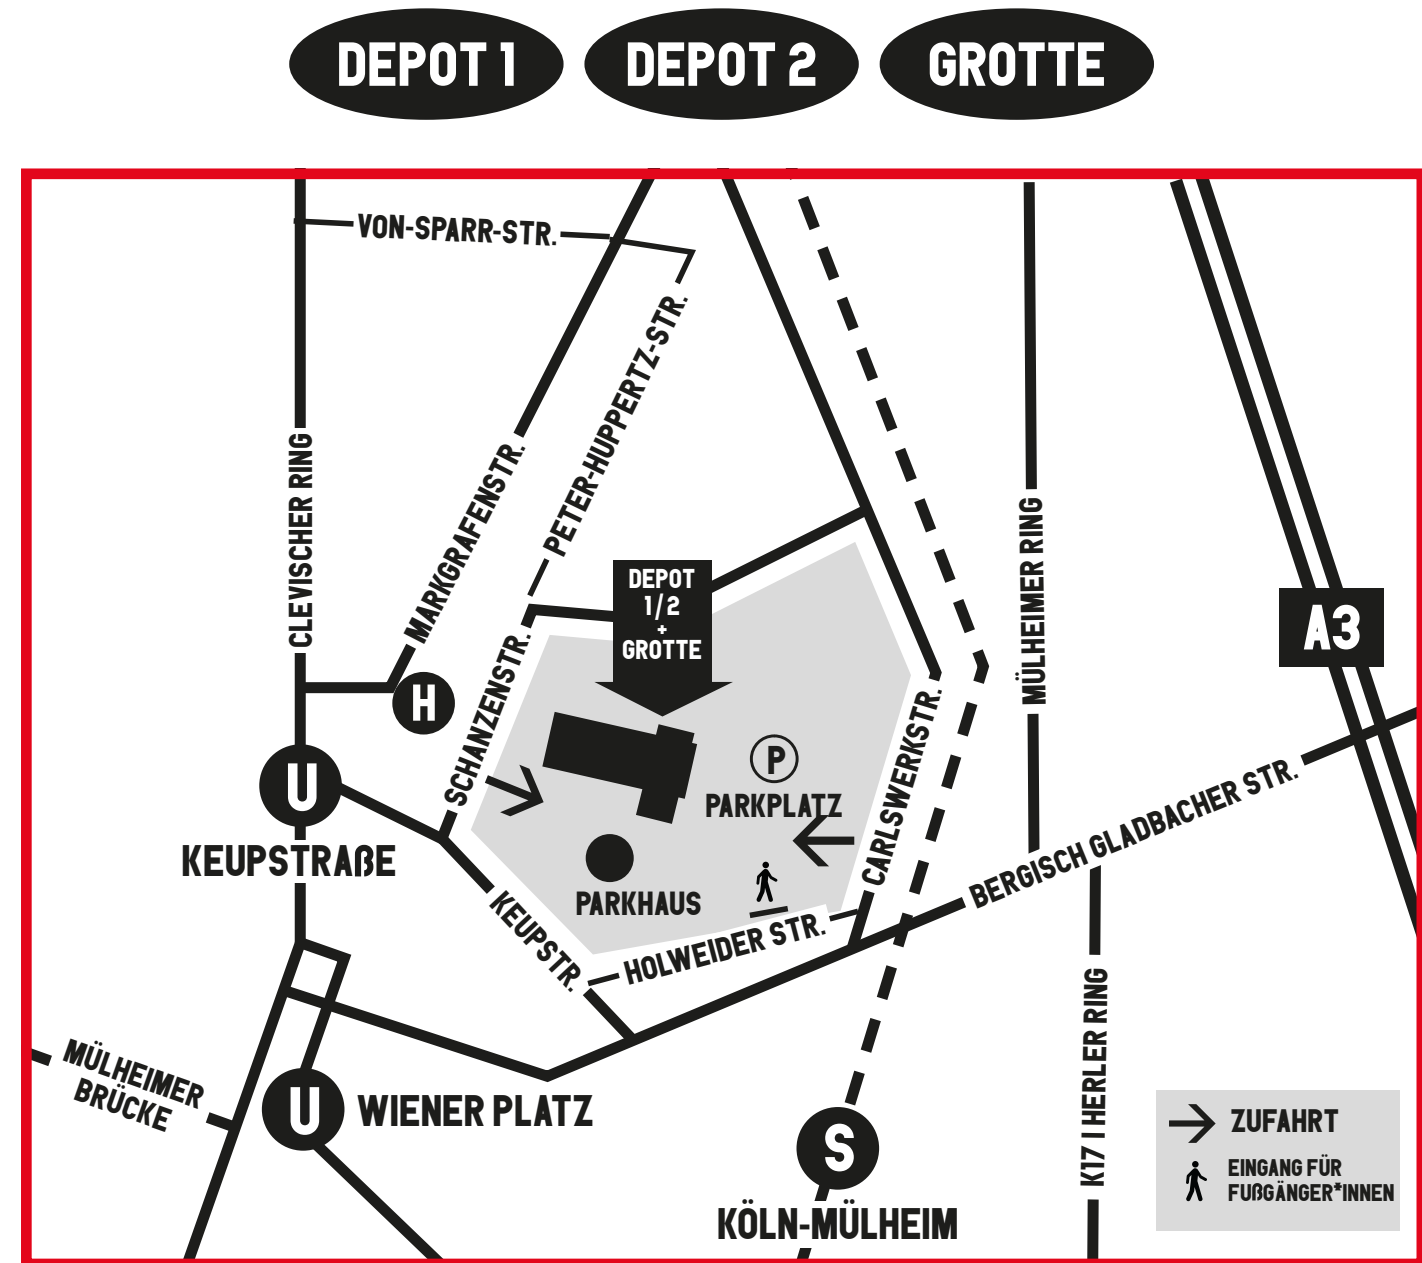 DEPOT 1
DEPOT 2
GROTTE
VON-SPARR-STR.
PETER-HUPPERTZ-STR.
CLEVISCHER RING
MARKGRAFENSTR.
MÜLHEIMER RING
DEPOT
1/2
+
GROTTE
A3
SCHANZENSTR.
H
U
KEUPSTRAßE
P
PARKPLATZ
CARLSWERKSTR.
BERGISCH GLADBACHER STR.
PARKHAUS
KEUPSTR.
HOLWEIDER STR.
MÜLHEIMER
BRÜCKE
U
WIENER PLATZ
S
KÖLN-MÜLHEIM
K17 | HERLER RING
ZUFAHRT
EINGANG FÜR
FUßGÄNGER*INNEN